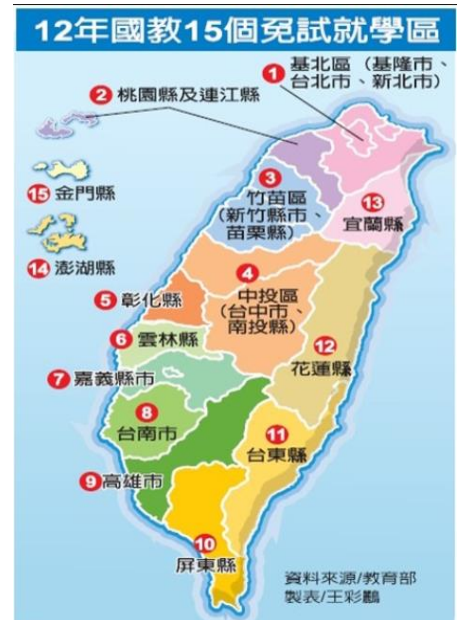 12年國教15個免試就學區
1 基北區（基隆市、
台北市、新北市）
2 桃園縣及連江縣
3
竹苗區
（新竹縣市、
苗栗縣）
13
宜蘭縣
15 金門縣
14 澎湖縣
4
中投區
（台中市、
南投縣）
5 彰化縣
6 雲林縣
12
花蓮縣
7 嘉義縣市
8
台南市
11
台東縣
9 高雄市
10
屏東縣
資料來源/教育部
製表/王彩鸝